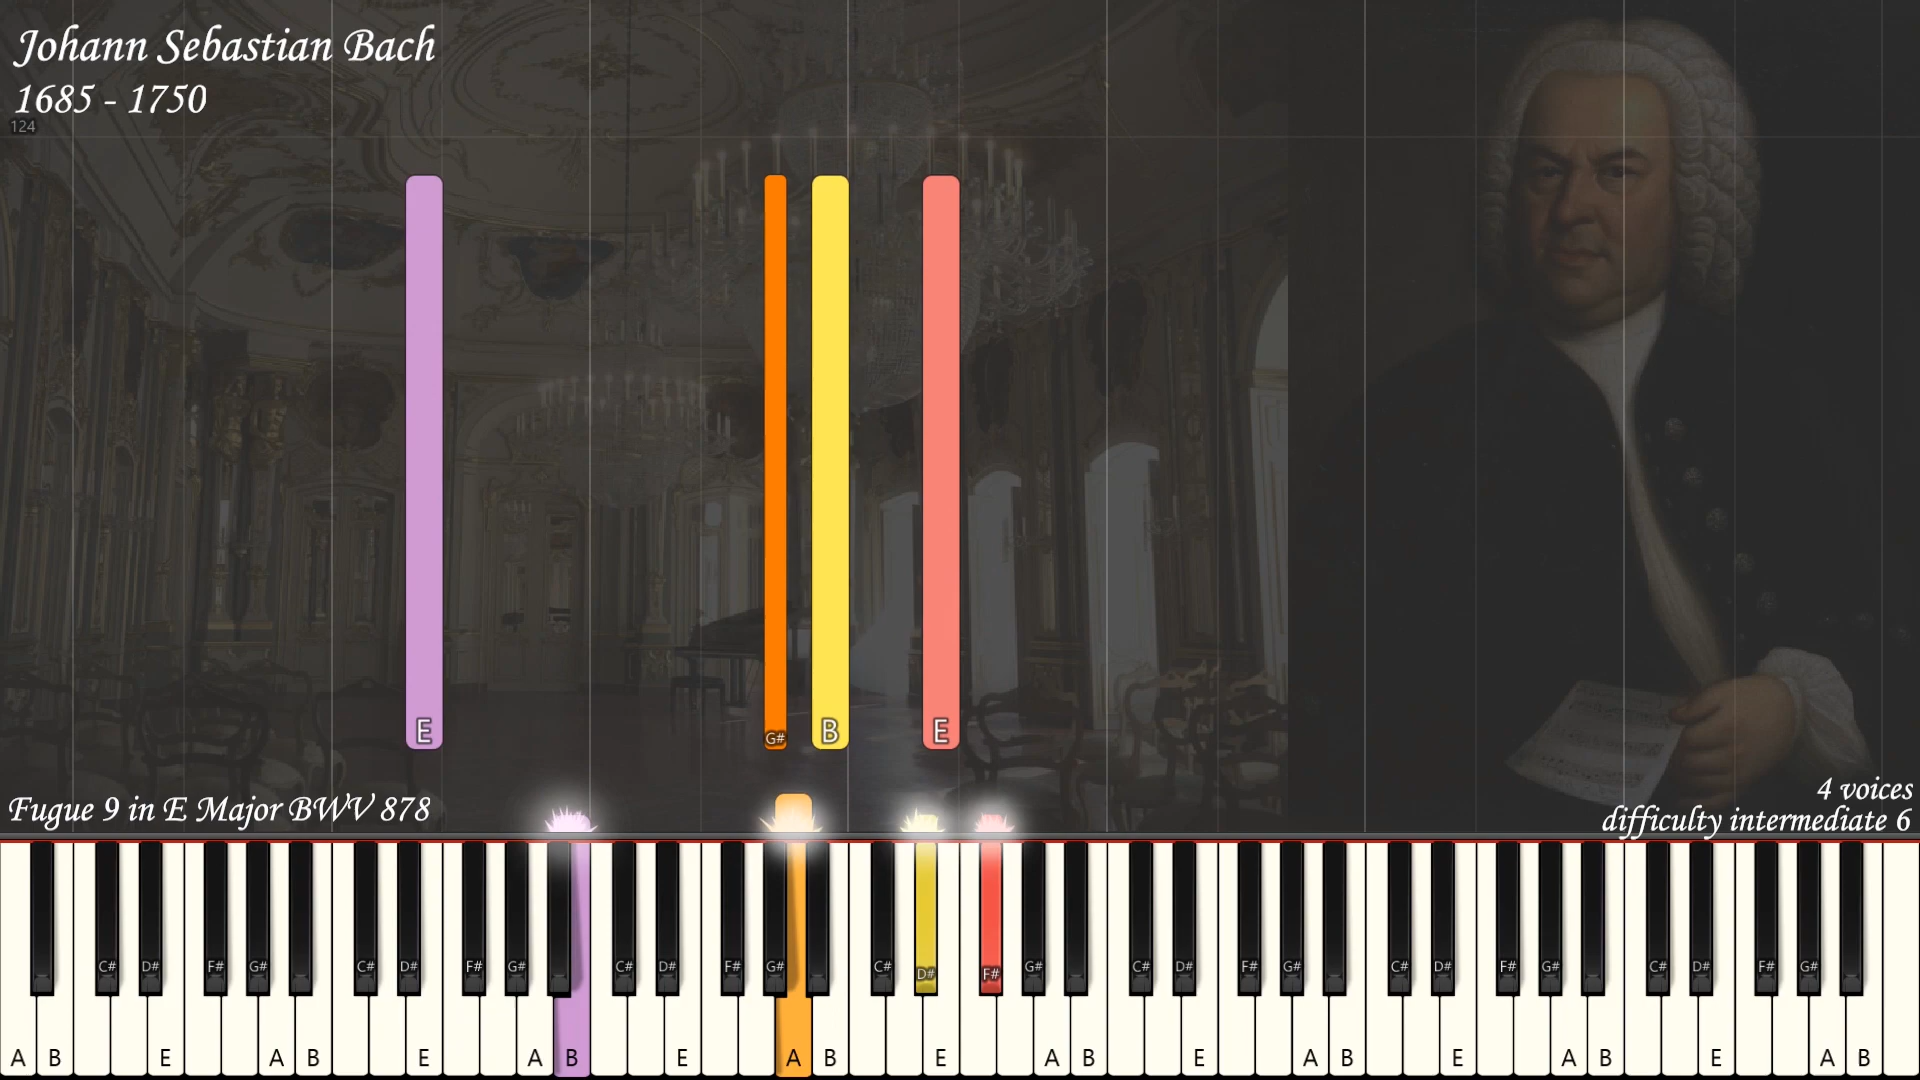 Johann Sebastian Bach
1685 - 1750
124
E G# B E
Fugue 9 in E Major BWV 878
4 voices
difficulty intermediate 6
C# D# F# G# C# D# F# G# C# D# F# G# C# D# F# G# C# D# F# G# C# D# F# G# C# D# F# G#
A B E A B E A B E A B E A B E A B E A B E A B